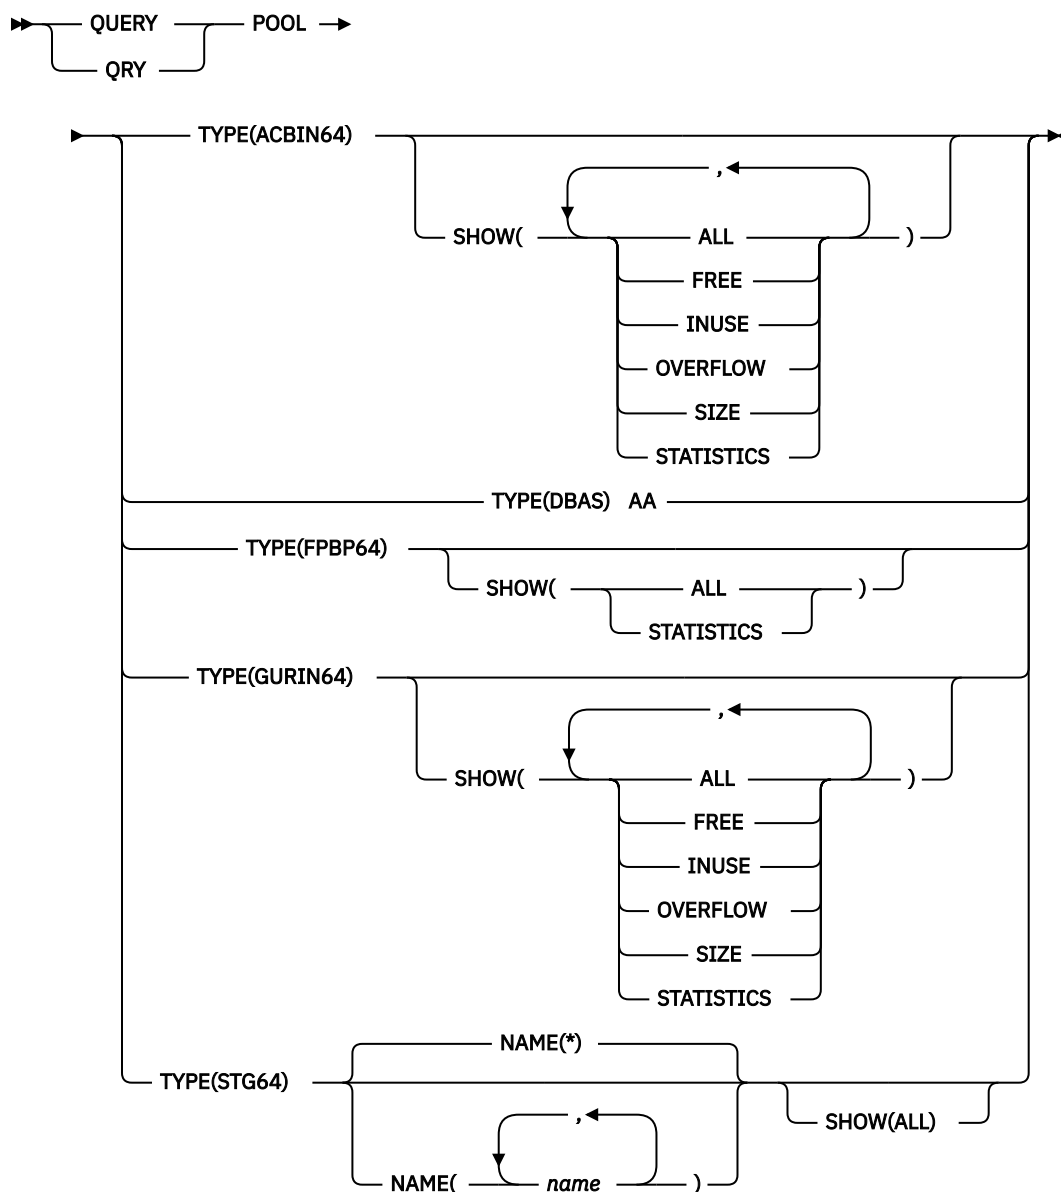 QUERY POOL
QRY
TYPE(ACBIN64)
,
SHOW( ALL )
FREE
INUSE
OVERFLOW
SIZE
STATISTICS
TYPE(DBAS) AA
TYPE(FPBP64)
SHOW( ALL )
STATISTICS
TYPE(GURIN64)
,
SHOW( ALL )
FREE
INUSE
OVERFLOW
SIZE
STATISTICS
NAME(*)
TYPE(STG64)
SHOW(ALL)
,
NAME( name )